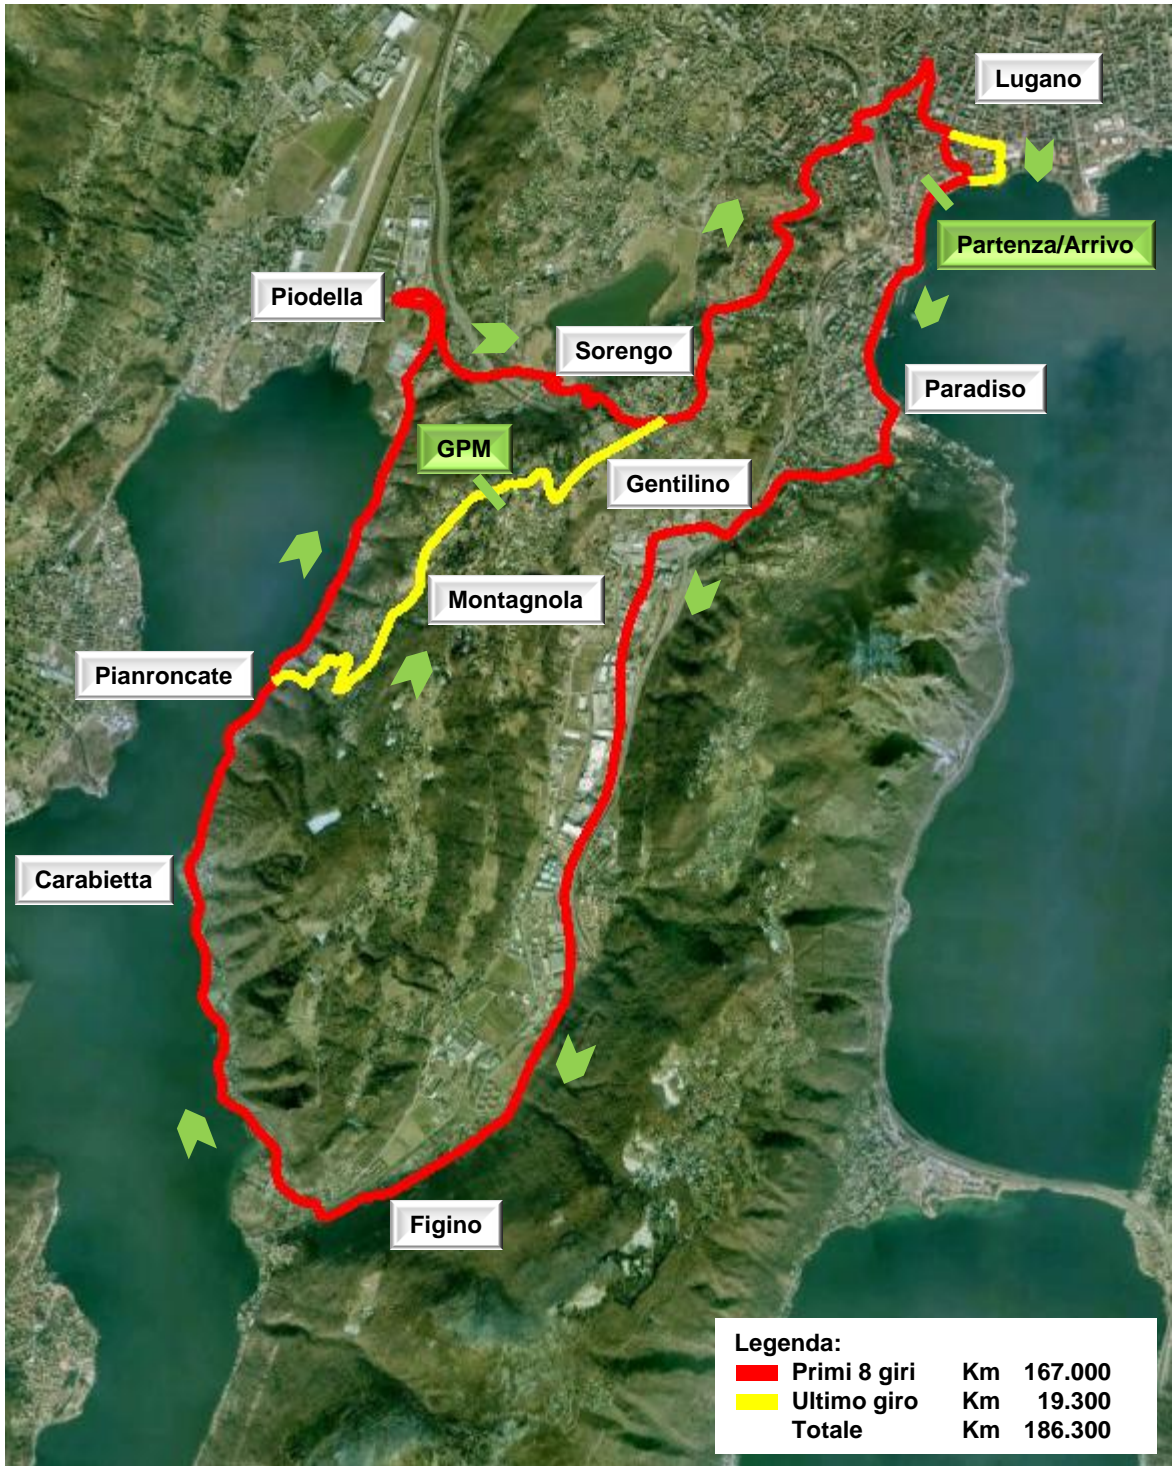 Lugano
Partenza/Arrivo
Piodella
Sorengo
Paradiso
GPM
Gentilino
Montagnola
Pianroncate
Carabietta
Figino
Legenda:
Primi 8 giri Km 167.000
Ultimo giro Km 19.300
Totale Km 186.300